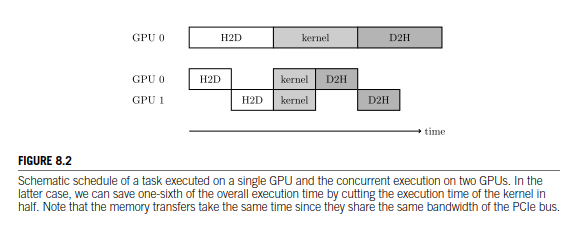 GPU 0 H2D kernel D2H
GPU 0 H2D kernel D2H
GPU 1 H2D kernel D2H
time
FIGURE 8.2
Schematic schedule of a task executed on a single GPU and the concurrent execution on two GPUs. In the
latter case, we can save one-sixth of the overall execution time by cutting the execution time of the kernel in
half. Note that the memory transfers take the same time since they share the same bandwidth of the PCIe bus.